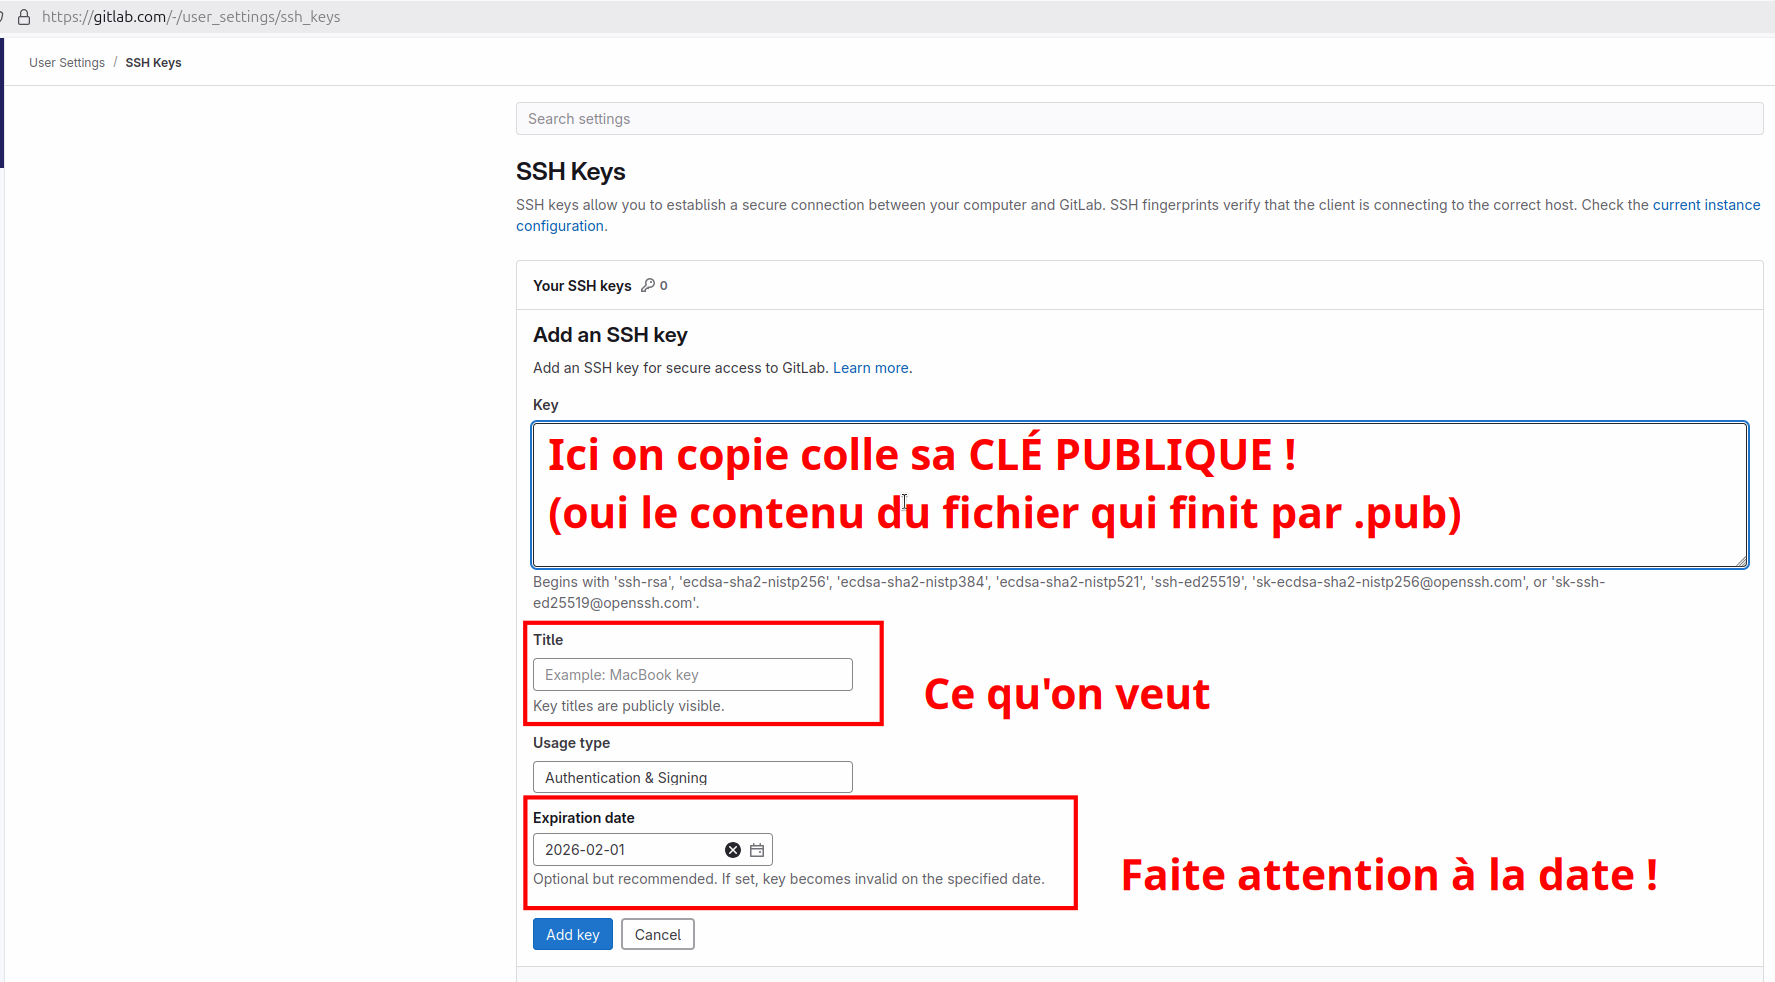 https://gitlab.com/-/user_settings/ssh_keys
User Settings / SSH Keys
Search settings
SSH Keys
SSH keys allow you to establish a secure connection between your computer and GitLab. SSH fingerprints verify that the client is connecting to the correct host. Check the current instance
configuration.
Your SSH keys 0
Add an SSH key
Add an SSH key for secure access to GitLab. Learn more.
Key
Ici on copie colle sa CLÉ PUBLIQUE !
(oui le contenu du fichier qui finit par .pub)
Begins with 'ssh-rsa', 'ecdsa-sha2-nistp256', 'ecdsa-sha2-nistp384', 'ecdsa-sha2-nistp521', 'ssh-ed25519', 'sk-ecdsa-sha2-nistp256@openssh.com', or 'sk-ssh-
ed25519@openssh.com'.
Title
Example: MacBook key
Key titles are publicly visible.
Ce qu'on veut
Usage type
Authentication & Signing
Expiration date
2026-02-01
Optional but recommended. If set, key becomes invalid on the specified date.
Faite attention à la date !
Add key Cancel